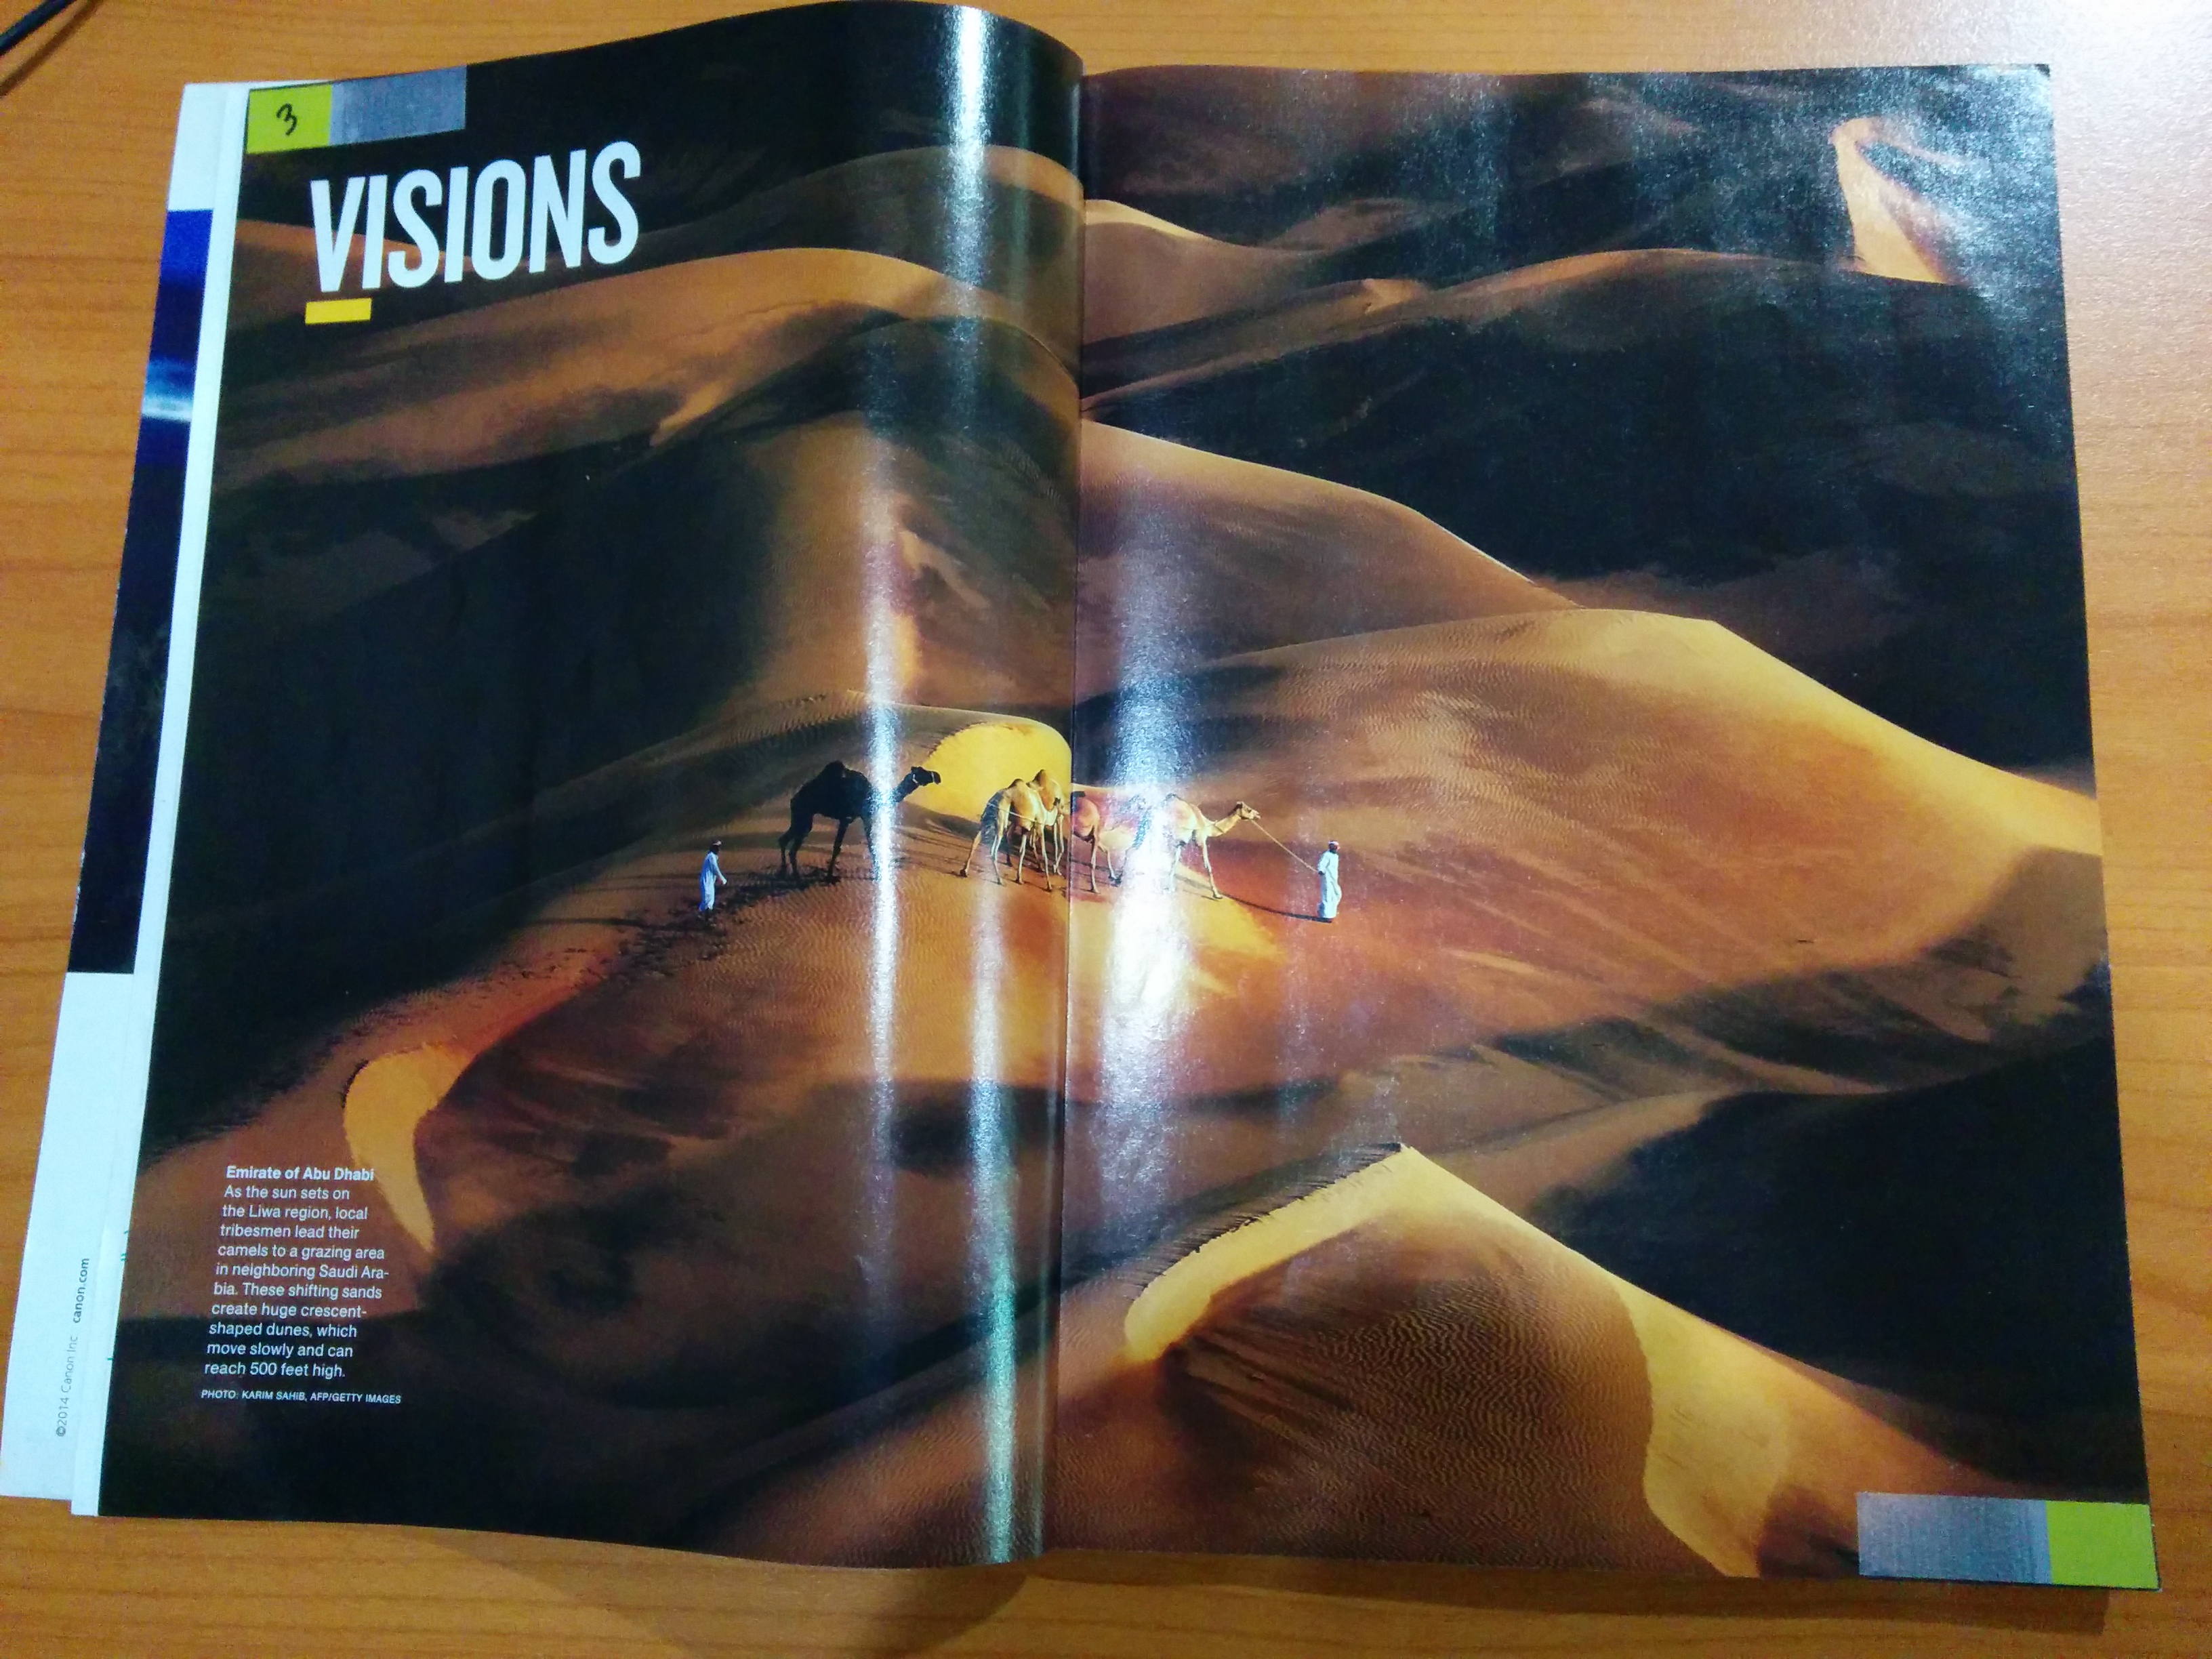 3
VISIONS
Emirate of Abu Dhabi
As the sun sets on
the Liwa region, local
tribesmen lead their
camels to a grazing area
in neighboring Saudi Ara-
bia. These shifting sands
create huge crescent-
shaped dunes, which
move slowly and can
reach 500 feet high.
PHOTO: KARIM SAHIB, AFP/GETTY IMAGES
©2014 Canon Inc canon.com